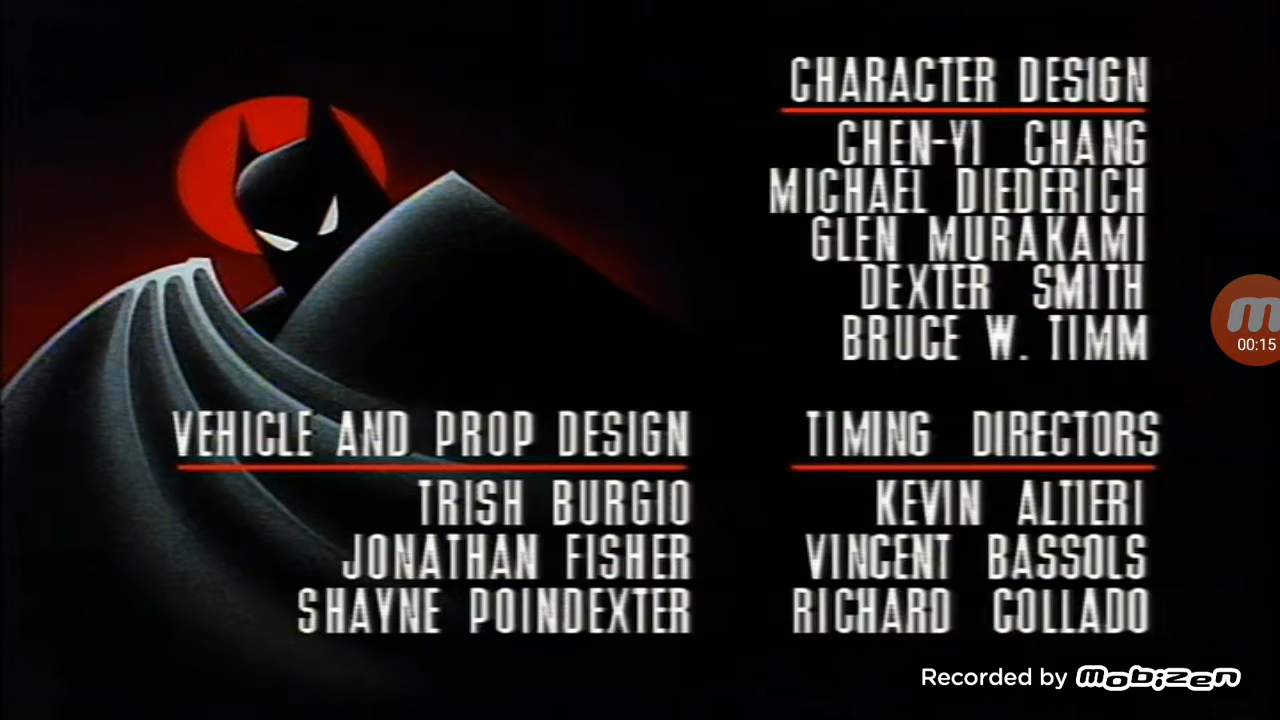 CHARACTER DESIGN
CHEN-YI CHANG
MICHAEL DIEDERICH
GLEN MURAKAMI
DEXTER SMITH
BRUCE W. TIMM
VEHICLE AND PROP DESIGN
TRISH BURGIO
JONATHAN FISHER
SHAYNE POINDEXTER
TIMING DIRECTORS
KEVIN ALTIERI
VINCENT BASSOLS
RICHARD COLLADO
00:15
Recorded by mobizen